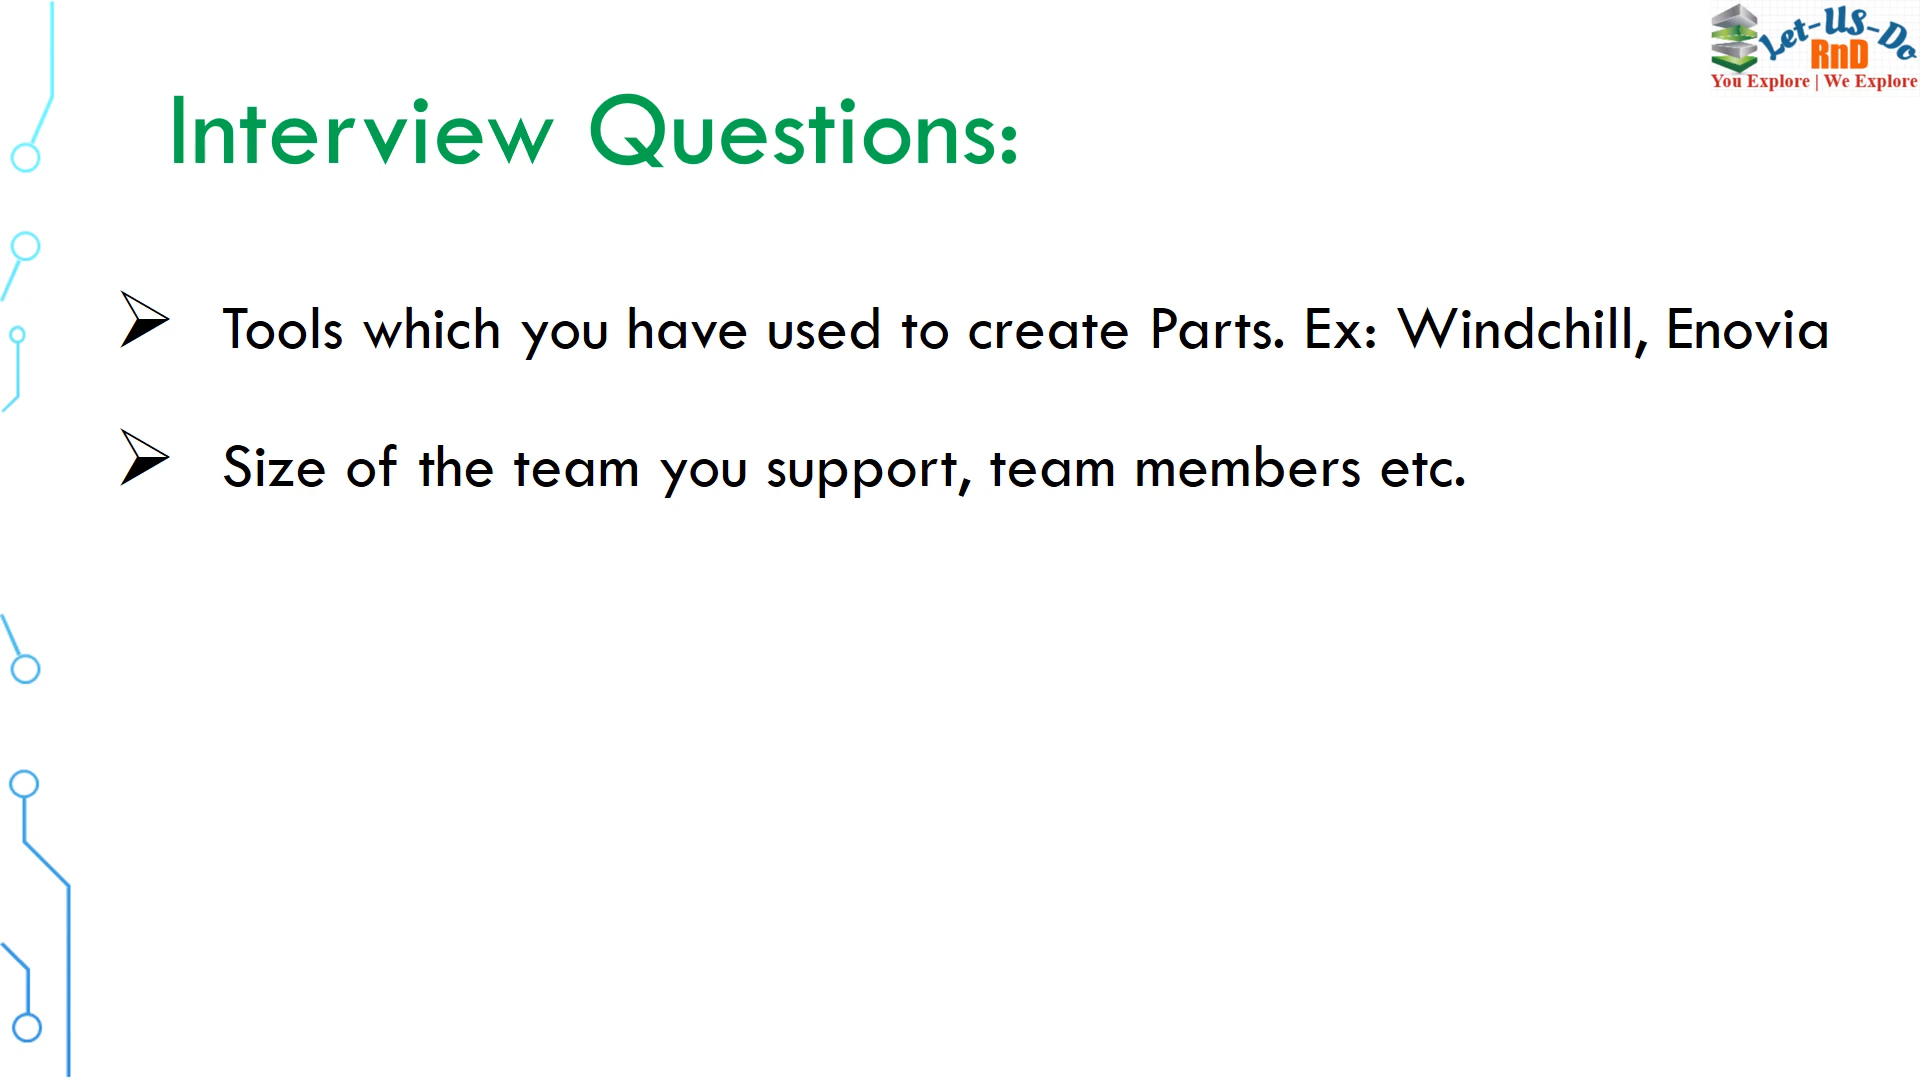 Let-Us-Do
RnD
You Explore | We Explore
Interview Questions:
Tools which you have used to create Parts. Ex: Windchill, Enovia
Size of the team you support, team members etc.